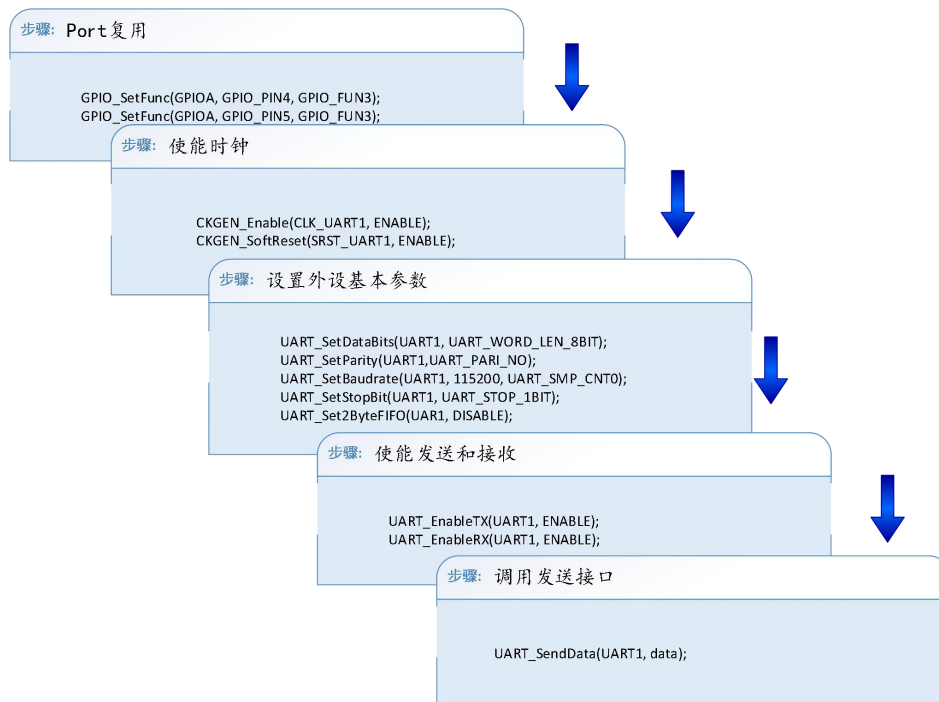 步骤: Port复用
GPIO_SetFunc(GPIOA, GPIO_PIN4, GPIO_FUN3);
GPIO_SetFunc(GPIOA, GPIO_PIN5, GPIO_FUN3);
步骤: 使能时钟
CKGEN_Enable(CLK_UART1, ENABLE);
CKGEN_SoftReset(SRST_UART1, ENABLE);
步骤: 设置外设基本参数
UART_SetDataBits(UART1, UART_WORD_LEN_8BIT);
UART_SetParity(UART1,UART_PARI_NO);
UART_SetBaudrate(UART1, 115200, UART_SMP_CNT0);
UART_SetStopBit(UART1, UART_STOP_1BIT);
UART_Set2ByteFIFO(UAR1, DISABLE);
步骤: 使能发送和接收
UART_EnableTX(UART1, ENABLE);
UART_EnableRX(UART1, ENABLE);
步骤: 调用发送接口
UART_SendData(UART1, data);